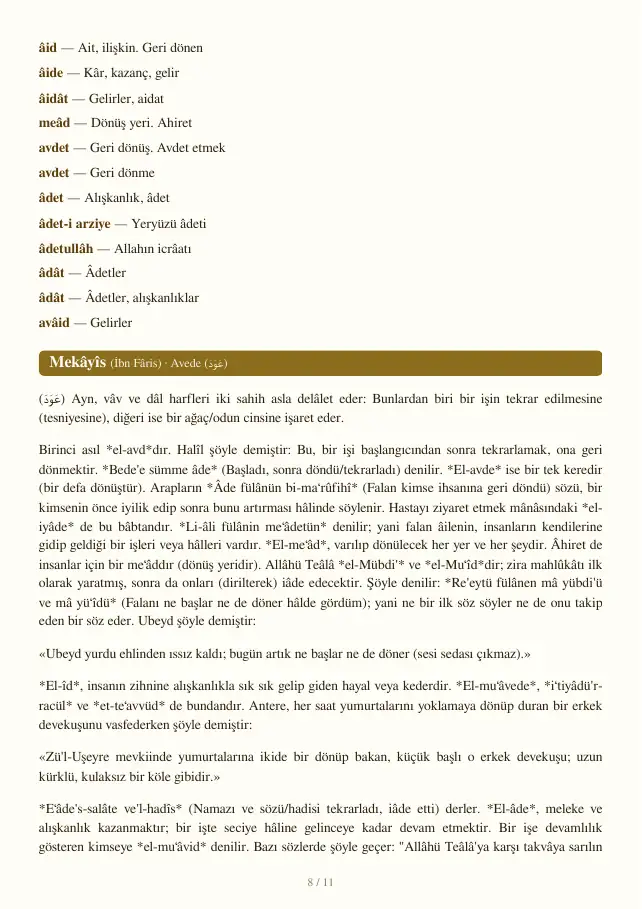 âid — Ait, ilişkin. Geri dönen
âide — Kâr, kazanç, gelir
âidât — Gelirler, aidat
meâd — Dönüş yeri. Ahiret
avdet — Geri dönüş. Avdet etmek
avdet — Geri dönme
âdet — Alışkanlık, âdet
âdet-i arziye — Yeryüzü âdeti
âdetullâh — Allahın icrâatı
âdât — Âdetler
âdât — Âdetler, alışkanlıklar
avâid — Gelirler
Mekâyîs (İbn Fâris) · Avede (عَوَدَ)
(عَوَدَ) Ayn, vâv ve dâl harfleri iki sahih asla delâlet eder: Bunlardan biri bir işin tekrar edilmesine
(tesniyesine), diğeri ise bir ağaç/odun cinsine işaret eder.
Birinci asıl *el-avd*dır. Halîl şöyle demiştir: Bu, bir işi başlangıcından sonra tekrarlamak, ona geri
dönmektir. *Bede'e sümme âde* (Başladı, sonra döndü/tekrarladı) denilir. *El-avde* ise bir tek keredir
(bir defa dönüştür). Arapların *Âde fülânün bi-ma‘rûfihî* (Falan kimse ihsanına geri döndü) sözü, bir
kimsenin önce iyilik edip sonra bunu artırması hâlinde söylenir. Hastayı ziyaret etmek mânâsındaki *el-
iyâde* de bu bâbtandır. *Li-âli fülânin me‘âdetün* denilir; yani falan âilenin, insanların kendilerine
gidip geldiği bir işleri veya hâlleri vardır. *El-me‘âd*, varılıp dönülecek her yer ve her şeydir. Âhiret de
insanlar için bir me‘âddır (dönüş yeridir). Allâhü Teâlâ *el-Mübdi'* ve *el-Mu‘îd*dir; zira mahlûkâtı ilk
olarak yaratmış, sonra da onları (dirilterek) iâde edecektir. Şöyle denilir: *Re'eytü fülânen mâ yübdi'ü
ve mâ yü‘îdü* (Falanı ne başlar ne de döner hâlde gördüm); yani ne bir ilk söz söyler ne de onu takip
eden bir söz eder. Ubeyd şöyle demiştir:
«Ubeyd yurdu ehlinden ıssız kaldı; bugün artık ne başlar ne de döner (sesi sedası çıkmaz).»
*El-îd*, insanın zihnine alışkanlıkla sık sık gelip giden hayal veya kederdir. *El-mu‘âvede*, *i‘tiyâdü'r-
racül* ve *et-te‘avvüd* de bundandır. Antere, her saat yumurtalarını yoklamaya dönüp duran bir erkek
devekuşunu vasfederken şöyle demiştir:
«Zü'l-Uşeyre mevkiinde yumurtalarına ikide bir dönüp bakan, küçük başlı o erkek devekuşu; uzun
kürklü, kulaksız bir köle gibidir.»
*E‘âde's-salâte ve'l-hadîs* (Namazı ve sözü/hadisi tekrarladı, iâde etti) derler. *El-âde*, meleke ve
alışkanlık kazanmaktır; bir işte seciye hâline gelinceye kadar devam etmektir. Bir işe devamlılık
gösteren kimseye *el-mu‘âvid* denilir. Bazı sözlerde şöyle geçer: "Allâhü Teâlâ'ya karşı takvâya sarılın
8 / 11